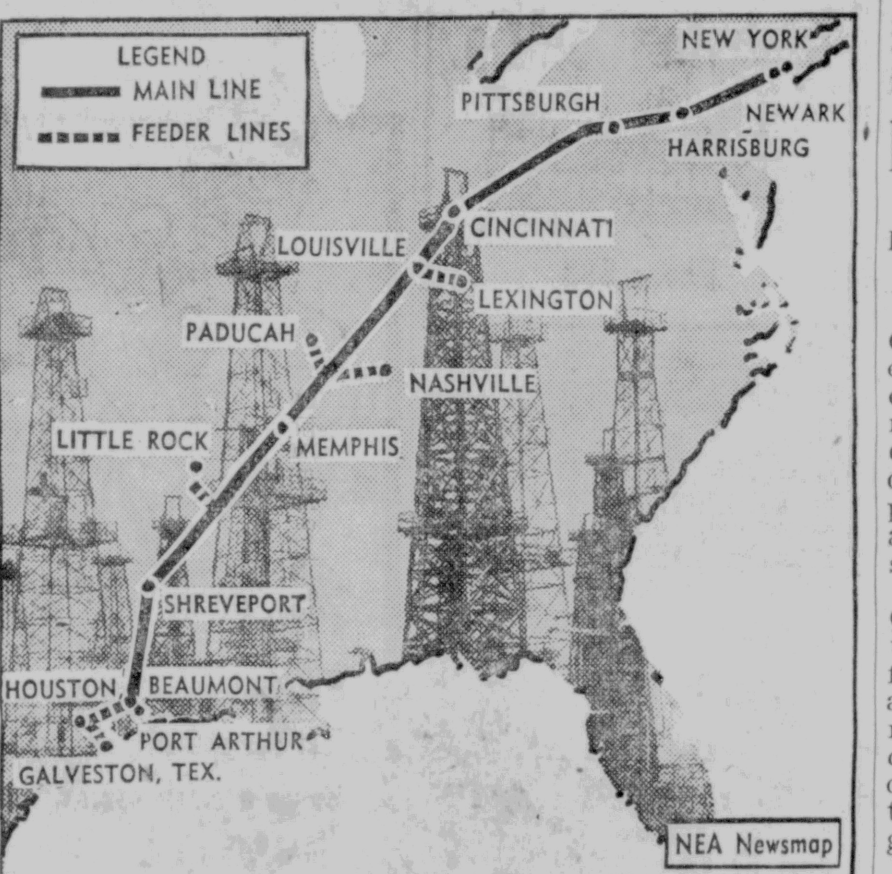 LEGEND
MAIN LINE
FEEDER LINES
NEW YORK
PITTSBURGH
NEWARK
HARRISBURG
CINCINNATI
LOUISVILLE
LEXINGTON
PADUCAH
NASHVILLE
LITTLE ROCK
MEMPHIS
SHREVEPORT
HOUSTON
BEAUMONT
PORT ARTHUR
GALVESTON, TEX.
NEA Newsmap